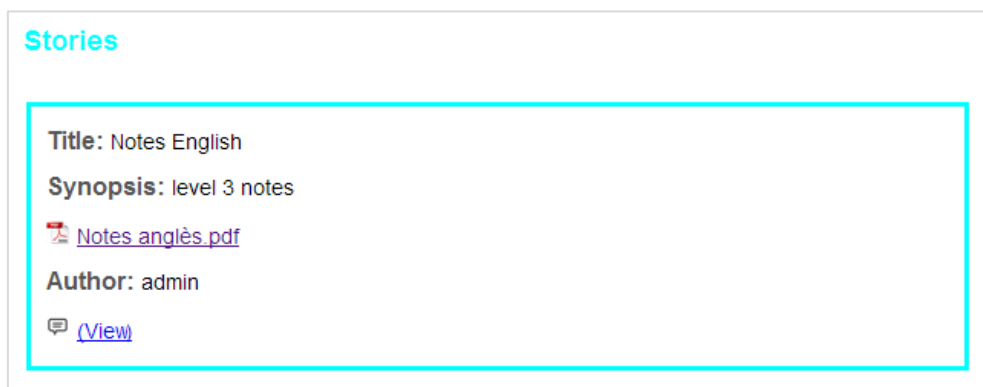 Stories
Title: Notes English
Synopsis: level 3 notes
Notes anglès.pdf
Author: admin
(View)